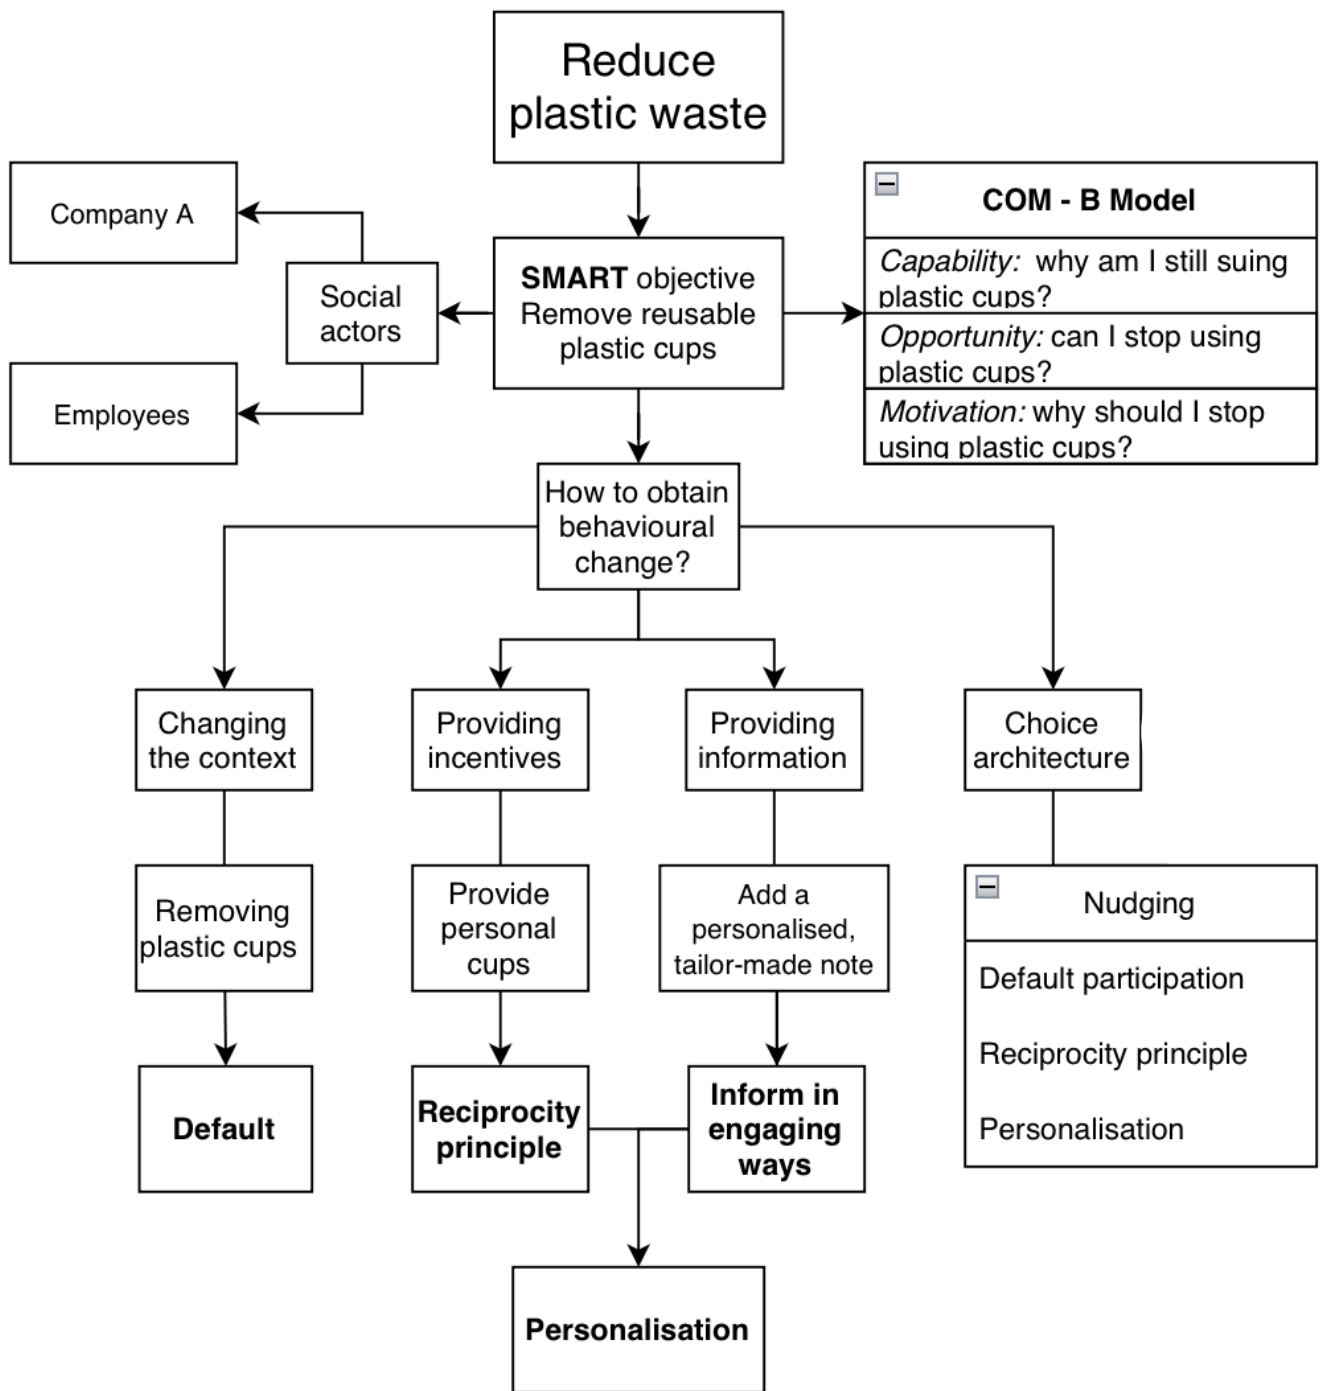 Reduce
plastic waste
Company A
Social
actors
Employees
SMART objective
Remove reusable
plastic cups
COM - B Model
Capability: why am I still suing
plastic cups?
Opportunity: can I stop using
plastic cups?
Motivation: why should I stop
using plastic cups?
How to obtain
behavioural
change?
Changing
the context
Providing
incentives
Providing
information
Choice
architecture
Removing
plastic cups
Provide
personal
cups
Add a
personalised,
tailor-made note
Nudging
Default participation
Reciprocity principle
Personalisation
Default
Reciprocity
principle
Inform in
engaging
ways
Personalisation